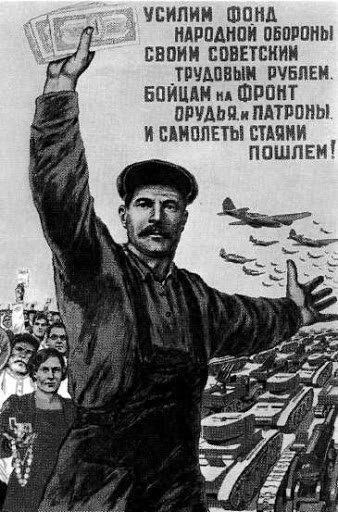 УСИЛИМ ФОНД
НАРОДНОЙ ОБОРОНЫ
СВОИМ СОВЕТСКИМ
ТРУДОВЫМ РУБЛЕМ.
БОЙЦАМ на ФРОНТ
ОРУДЬЯ и ПАТРОНЫ.
И САМОЛЕТЫ СТАЯМИ
ПОШЛЕМ!